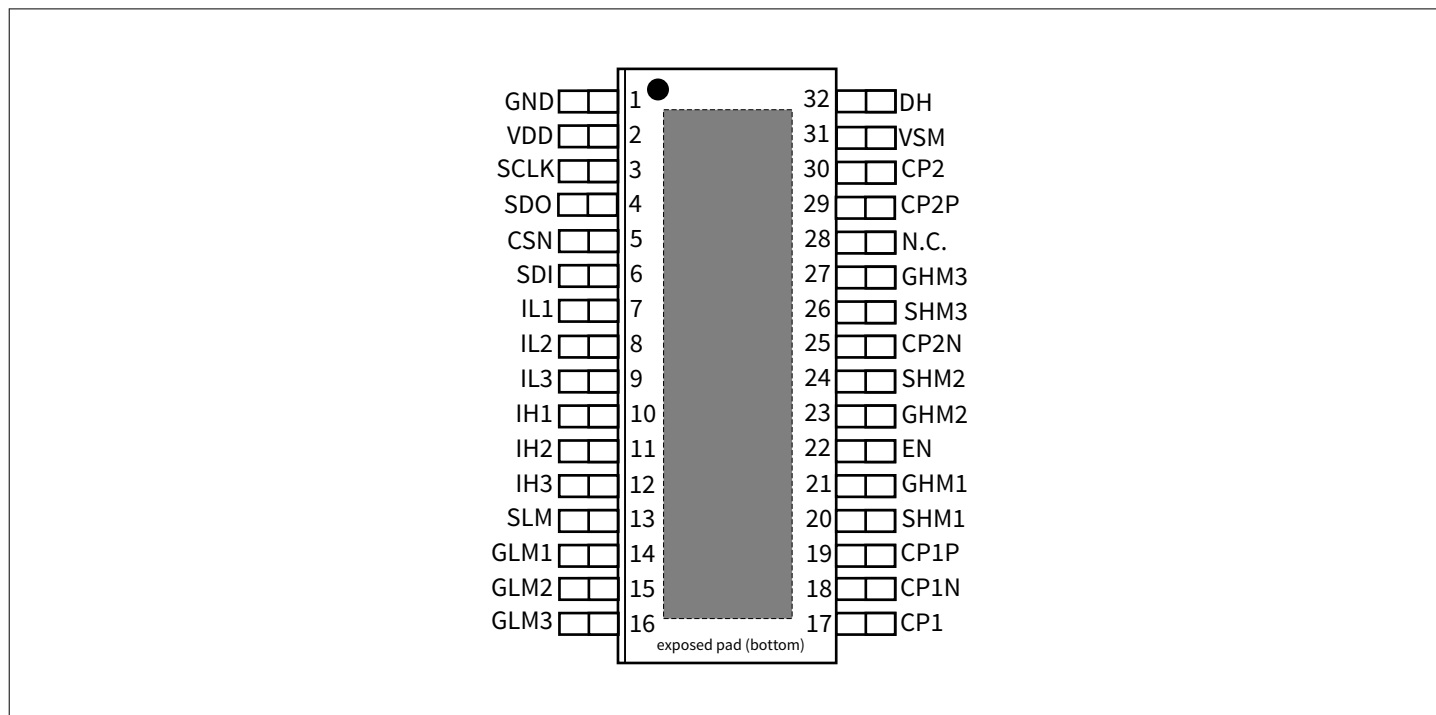 GND 1 32 DH
VDD 2 31 VSM
SCLK 3 30 CP2
SDO 4 29 CP2P
CSN 5 28 N.C.
SDI 6 27 GHM3
IL1 7 26 SHM3
IL2 8 25 CP2N
IL3 9 24 SHM2
IH1 10 23 GHM2
IH2 11 22 EN
IH3 12 21 GHM1
SLM 13 20 SHM1
GLM1 14 19 CP1P
GLM2 15 18 CP1N
GLM3 16 17 CP1
exposed pad (bottom)